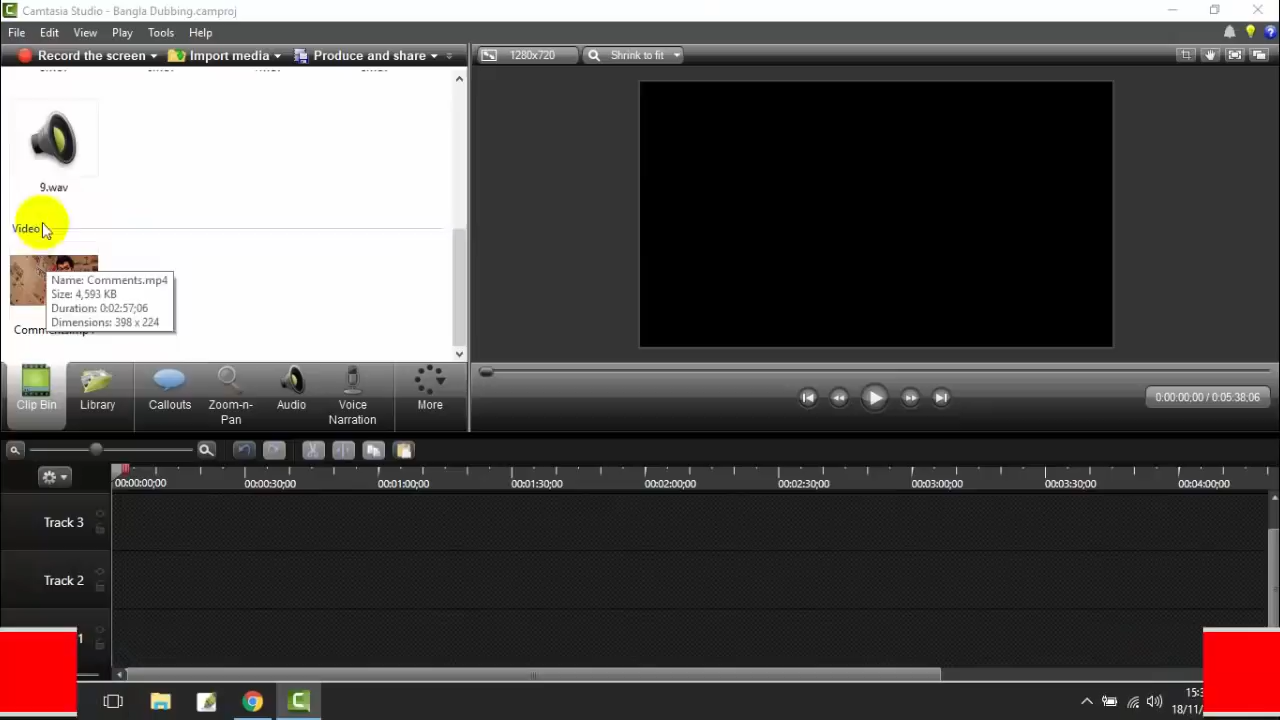 Camtasia Studio - Bangla Dubbing.camproj
File Edit View Play Tools Help
Record the screen Import media Produce and share
1280x720 Shrink to fit
9.wav
Video
Name: Comments.mp4
Size: 4,593 KB
Duration: 0:02:57;06
Dimensions: 398 x 224
Clip Bin Library Callouts Zoom-n-Pan Audio Voice Narration More
0:00:00;00 / 0:05:38;06
00:00:00;00 00:00:30;00 00:01:00;00 00:01:30;00 00:02:00;00 00:02:30;00 00:03:00;00 00:03:30;00 00:04:00;00
Track 3
Track 2
1
15:3
18/11/